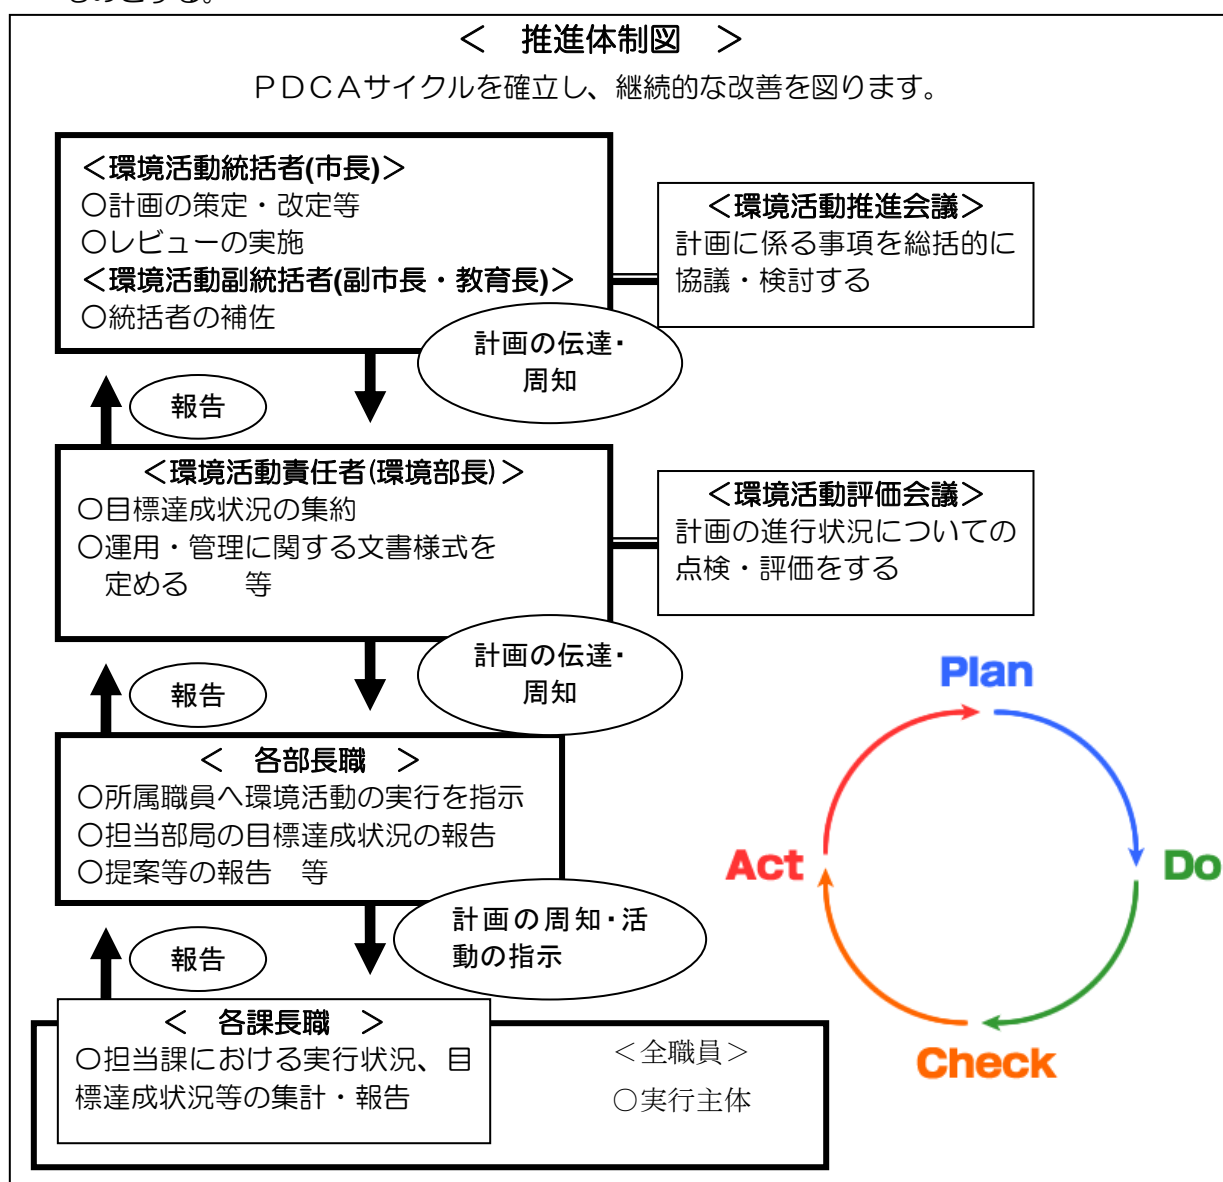 ものとする。
＜　推進体制図　＞
ＰＤＣＡサイクルを確立し、継続的な改善を図ります。
＜環境活動統括者(市長)＞
○計画の策定・改定等
○レビューの実施
＜環境活動副統括者(副市長・教育長)＞
○統括者の補佐
＜環境活動推進会議＞
計画に係る事項を総括的に
協議・検討する
計画の伝達・
周知
報告
＜環境活動責任者(環境部長)＞
○目標達成状況の集約
○運用・管理に関する文書様式を
定める　　等
＜環境活動評価会議＞
計画の進行状況についての
点検・評価をする
計画の伝達・
周知
報告
＜　各部長職　＞
○所属職員へ環境活動の実行を指示
○担当部局の目標達成状況の報告
○提案等の報告　等
計画の周知・活
動の指示
報告
＜　各課長職　＞
○担当課における実行状況、目
標達成状況等の集計・報告
＜全職員＞
○実行主体
Plan
Do
Check
Act